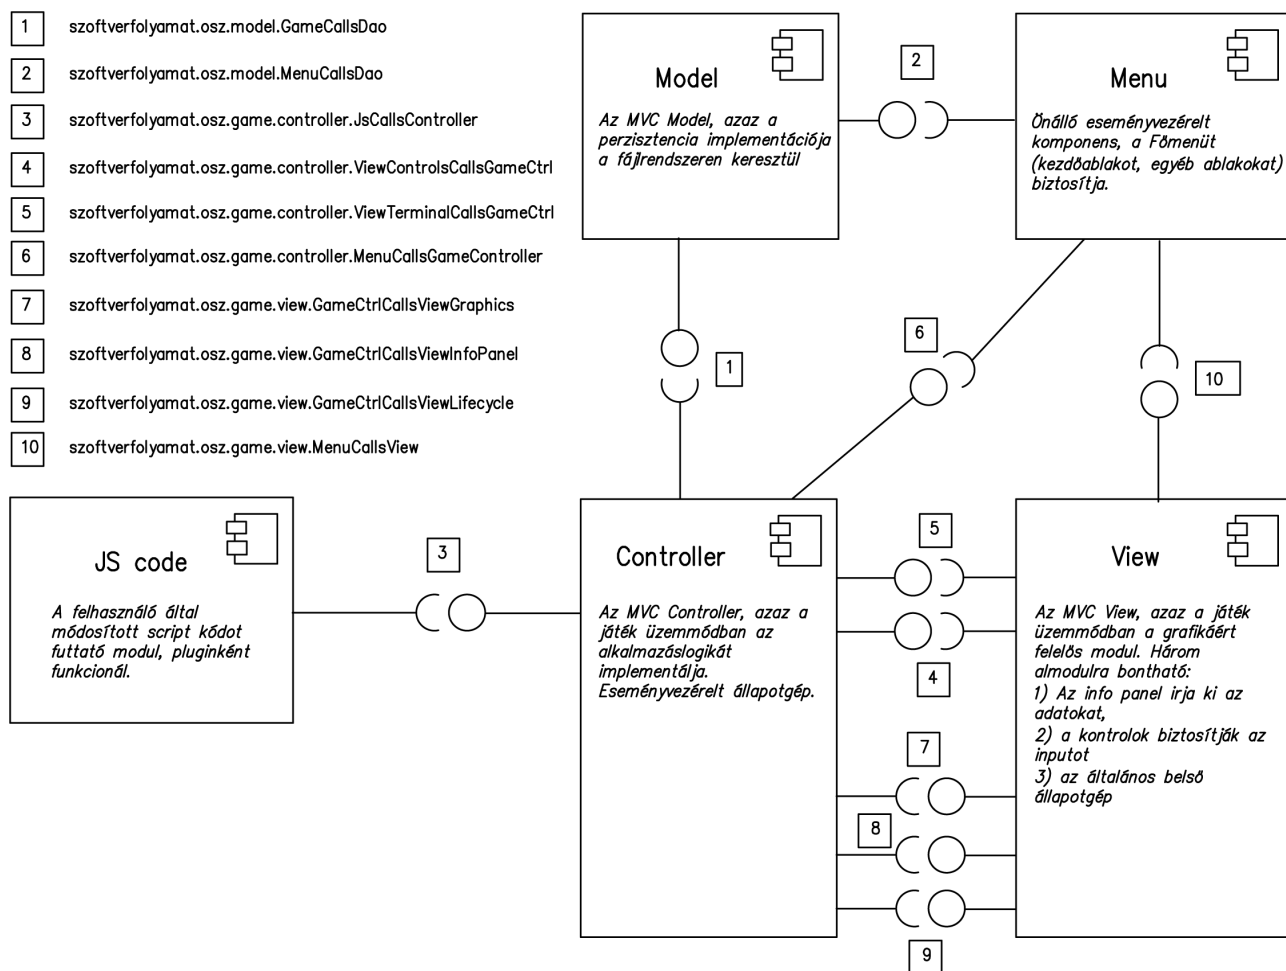 1 szoftverfolyamat.osz.model.GameCallsDao
2 szoftverfolyamat.osz.model.MenuCallsDao
3 szoftverfolyamat.osz.game.controller.JsCallsController
4 szoftverfolyamat.osz.game.controller.ViewControlsCallsGameCtrl
5 szoftverfolyamat.osz.game.controller.ViewTerminalCallsGameCtrl
6 szoftverfolyamat.osz.game.controller.MenuCallsGameController
7 szoftverfolyamat.osz.game.view.GameCtrlCallsViewGraphics
8 szoftverfolyamat.osz.game.view.GameCtrlCallsViewInfoPanel
9 szoftverfolyamat.osz.game.view.GameCtrlCallsViewLifecycle
10 szoftverfolyamat.osz.game.view.MenuCallsView
Model
Az MVC Model, azaz a
perzisztencia implementációja
a fájlrendszeren keresztül
2
Menu
Önálló eseményvezérelt
komponens, a Főmenüt
(kezdőablakot, egyéb ablakokat)
biztosítja.
1
6
10
JS code
A felhasználó által
módosított script kódot
futtató modul, pluginként
funkcionál.
3
Controller
Az MVC Controller, azaz a
játék üzemmódban az
alkalmazáslogikát
implementálja.
Eseményvezérelt állapotgép.
5
4
7
8
9
View
Az MVC View, azaz a játék
üzemmódban a grafikáért
felelős modul. Három
almodulra bontható:
1) Az info panel irja ki az
adatokat,
2) a kontrolok biztosítják az
inputot
3) az általános belső
állapotgép